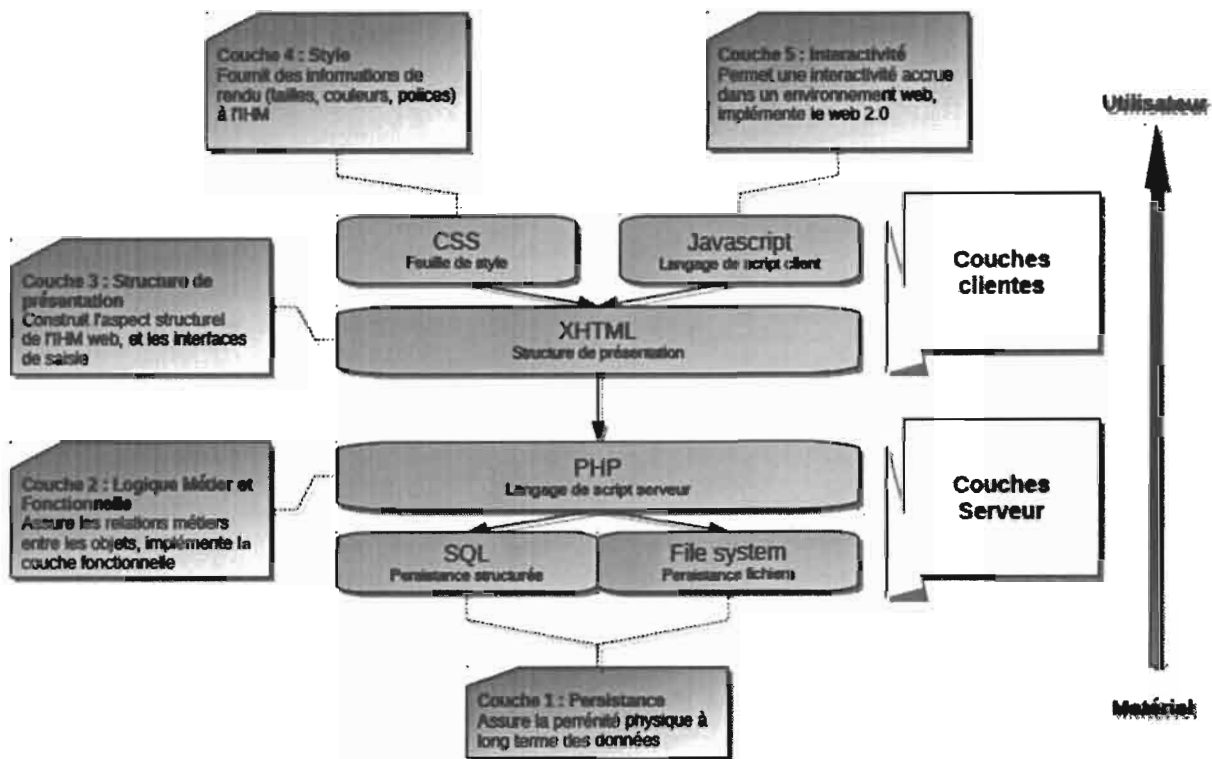 Couche 4 : Style
Fournit des informations de
rendu (tailles, couleurs, polices)
à l'IHM
Couche 5 : Interactivité
Permet une interactivité accrue
dans un environnement web,
implémente le web 2.0
Utilisateur
CSS
Feuille de style
Javascript
Langage de script client
Couches
clientes
Couche 3 : Structure de
présentation
Construit l'aspect structurel
de l'IHM web, et les interfaces
de saisie
XHTML
Structure de présentation
Couche 2 : Logique Métier et
Fonctionnelle
Assure les relations métiers
entre les objets, implémente la
couche fonctionnelle
PHP
Langage de script serveur
Couches
Serveur
SQL
Persistance structurée
File system
Persistance fichiers
Couche 1 : Persistance
Assure la pérrénité physique à
long terme des données
Matériel